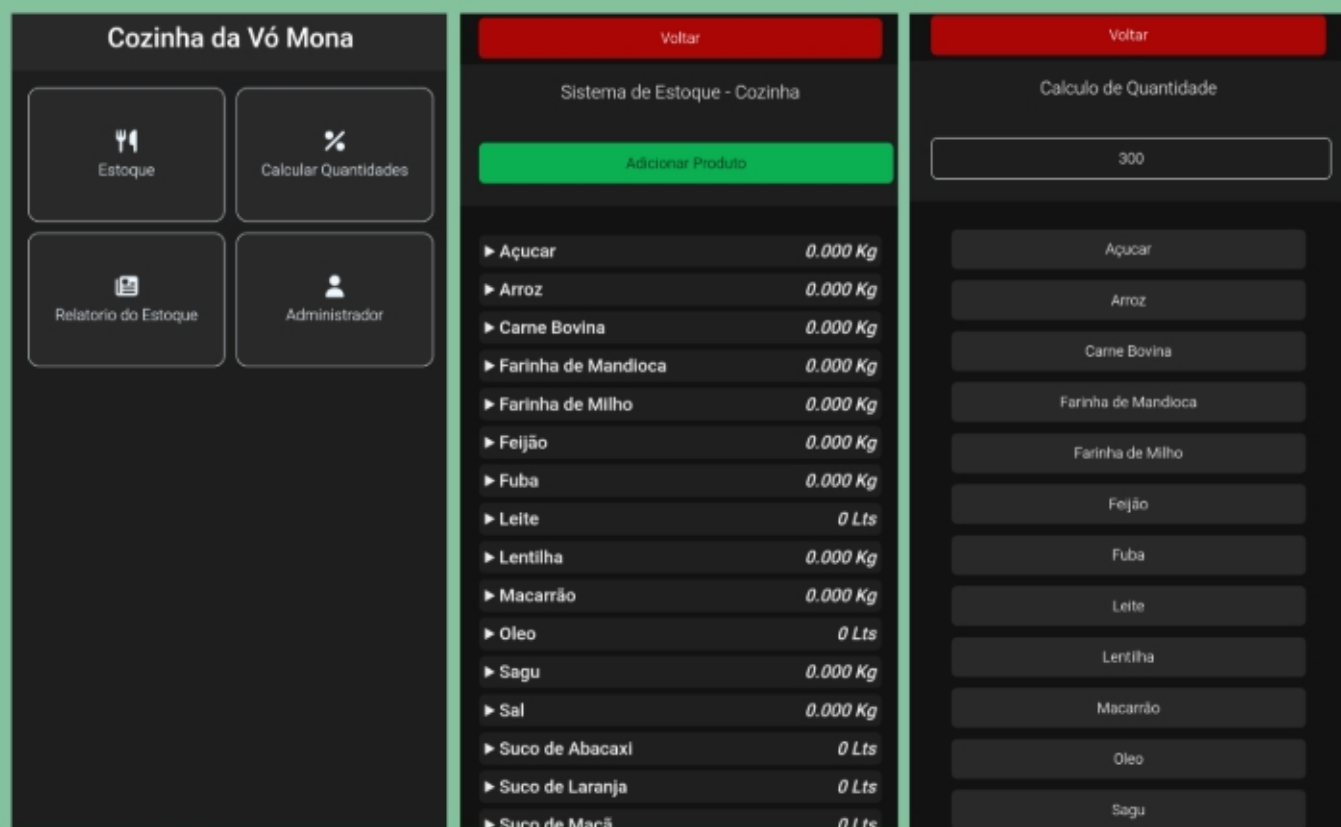 Cozinha da Vó Mona
Estoque
Calcular Quantidades
Relatorio do Estoque
Administrador
Voltar
Sistema de Estoque - Cozinha
Adicionar Produto
Açucar 0.000 Kg
Arroz 0.000 Kg
Carne Bovina 0.000 Kg
Farinha de Mandioca 0.000 Kg
Farinha de Milho 0.000 Kg
Feijão 0.000 Kg
Fuba 0.000 Kg
Leite 0 Lts
Lentilha 0.000 Kg
Macarrão 0.000 Kg
Oleo 0 Lts
Sagu 0.000 Kg
Sal 0.000 Kg
Suco de Abacaxi 0 Lts
Suco de Laranja 0 Lts
Suco de Maçã 0 Lts
Voltar
Calculo de Quantidade
300
Açucar
Arroz
Carne Bovina
Farinha de Mandioca
Farinha de Milho
Feijão
Fuba
Leite
Lentilha
Macarrão
Oleo
Sagu